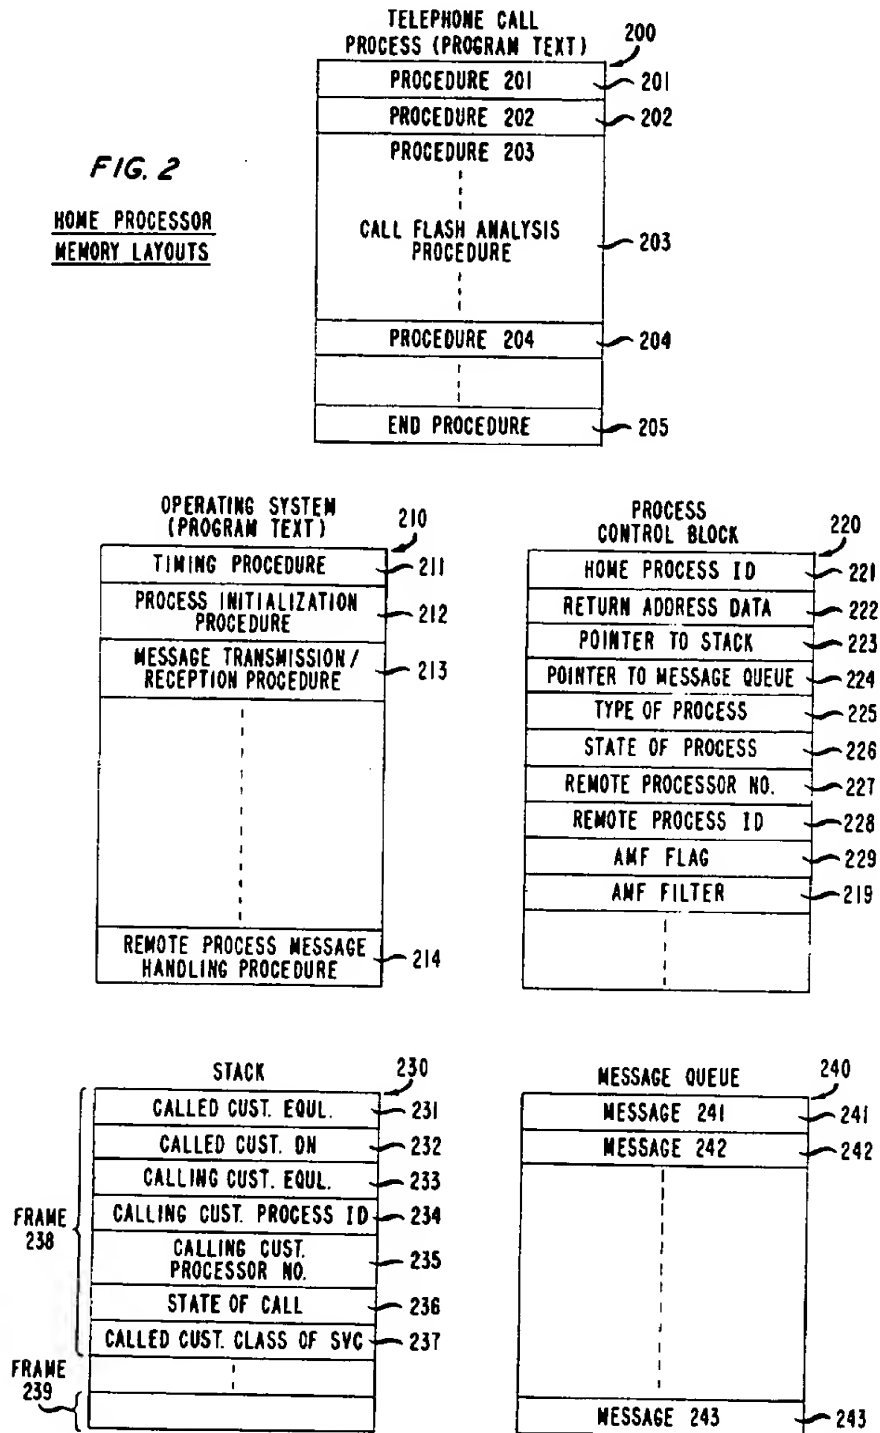 TELEPHONE CALL
PROCESS (PROGRAM TEXT)
200
PROCEDURE 201
201
PROCEDURE 202
202
PROCEDURE 203
CALL FLASH ANALYSIS
PROCEDURE
203
PROCEDURE 204
204
END PROCEDURE
205
FIG. 2
HOME PROCESSOR
MEMORY LAYOUTS
OPERATING SYSTEM
(PROGRAM TEXT)
210
TIMING PROCEDURE
211
PROCESS INITIALIZATION
PROCEDURE
212
MESSAGE TRANSMISSION/
RECEPTION PROCEDURE
213
REMOTE PROCESS MESSAGE
HANDLING PROCEDURE
214
PROCESS
CONTROL BLOCK
220
HOME PROCESS ID
221
RETURN ADDRESS DATA
222
POINTER TO STACK
223
POINTER TO MESSAGE QUEUE
224
TYPE OF PROCESS
225
STATE OF PROCESS
226
REMOTE PROCESSOR NO.
227
REMOTE PROCESS ID
228
AMF FLAG
229
AMF FILTER
219
STACK
230
CALLED CUST. EQUL.
231
CALLED CUST. DN
232
CALLING CUST. EQUL.
233
CALLING CUST. PROCESS ID
234
CALLING CUST.
PROCESSOR NO.
235
STATE OF CALL
236
CALLED CUST. CLASS OF SVC
237
FRAME
238
FRAME
239
MESSAGE QUEUE
240
MESSAGE 241
241
MESSAGE 242
242
MESSAGE 243
243